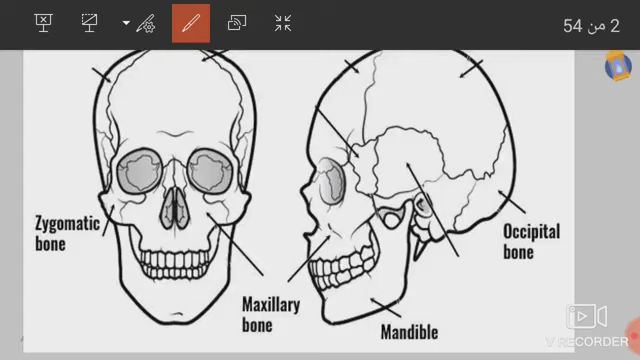 2 من 54
Zygomatic
bone
Occipital
bone
Maxillary
bone
Mandible
V RECORDER